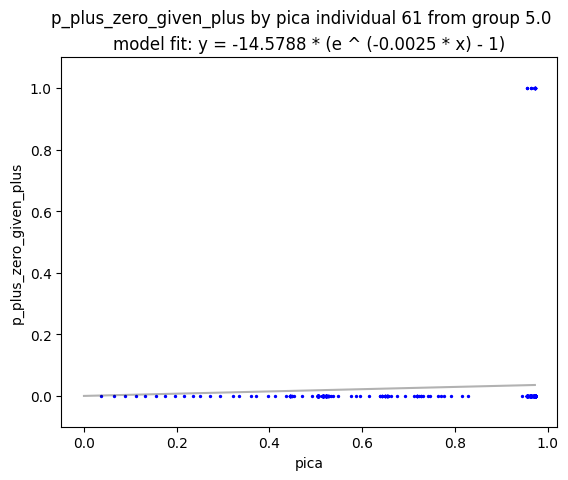 p_plus_zero_given_plus by pica individual 61 from group 5.0
model fit: y = -14.5788 * (e ^ (-0.0025 * x) - 1)
1.0
0.8
0.6
0.4
0.2
0.0
p_plus_zero_given_plus
0.0 0.2 0.4 0.6 0.8 1.0
pica